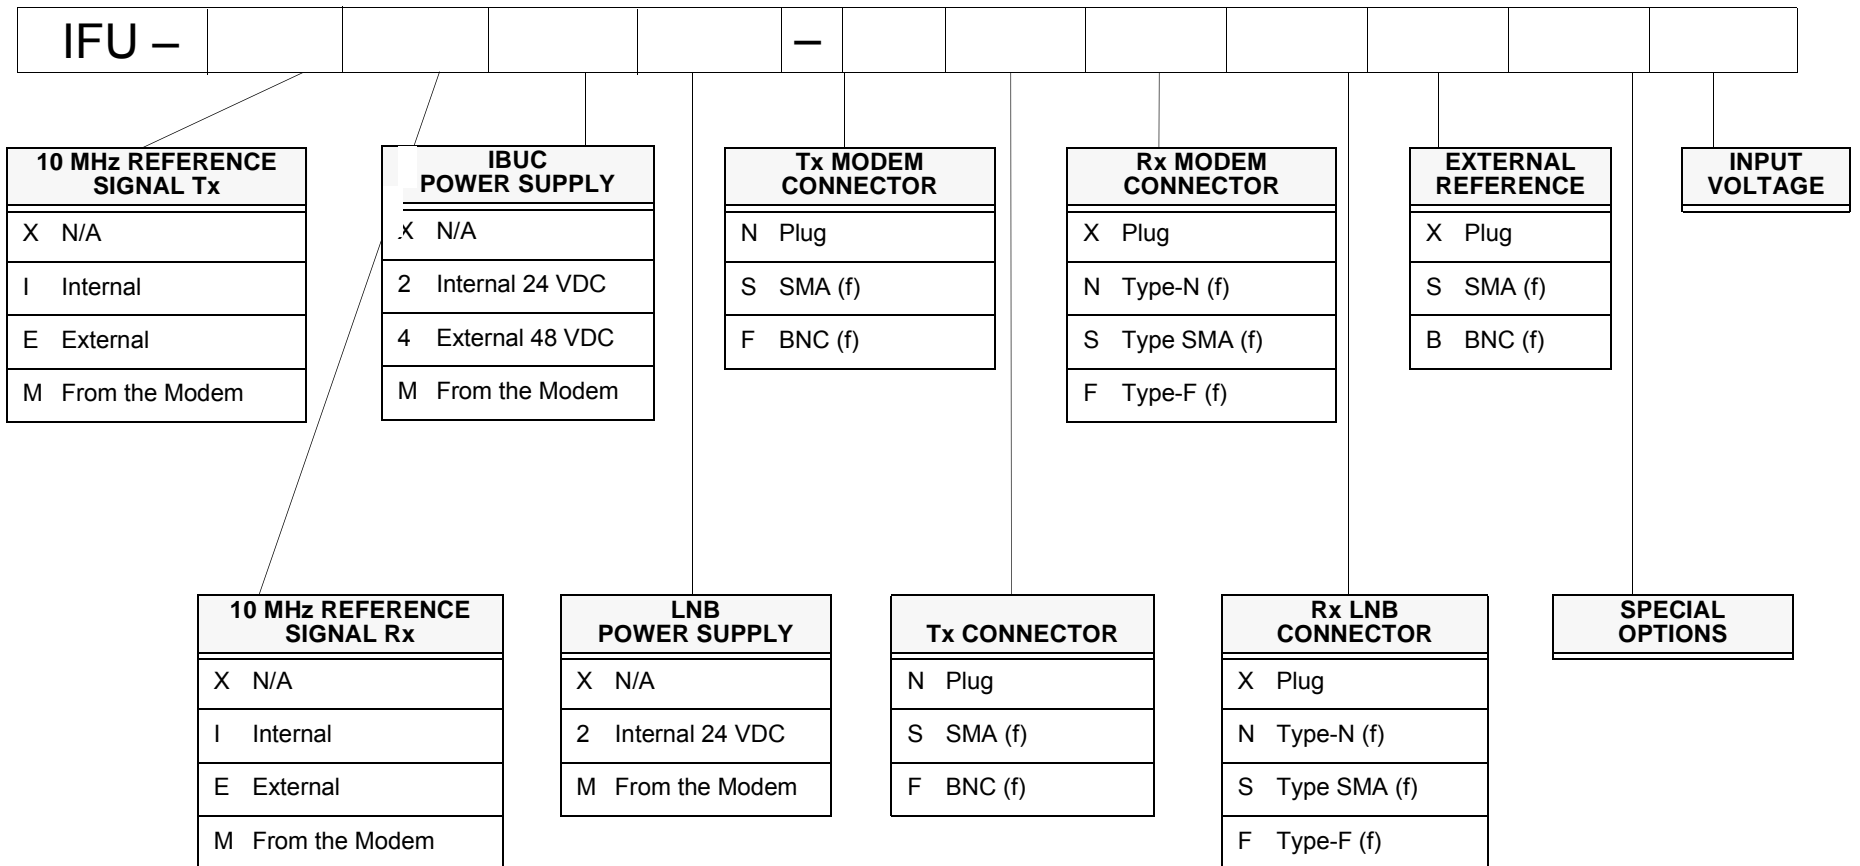 IFU – –
10 MHz REFERENCE
SIGNAL Tx
X N/A
I Internal
E External
M From the Modem
IBUC
POWER SUPPLY
X N/A
2 Internal 24 VDC
4 External 48 VDC
M From the Modem
Tx MODEM
CONNECTOR
N Plug
S SMA (f)
F BNC (f)
Rx MODEM
CONNECTOR
X Plug
N Type-N (f)
S Type SMA (f)
F Type-F (f)
EXTERNAL
REFERENCE
X Plug
S SMA (f)
B BNC (f)
INPUT
VOLTAGE
10 MHz REFERENCE
SIGNAL Rx
X N/A
I Internal
E External
M From the Modem
LNB
POWER SUPPLY
X N/A
2 Internal 24 VDC
M From the Modem
Tx CONNECTOR
N Plug
S SMA (f)
F BNC (f)
Rx LNB
CONNECTOR
X Plug
N Type-N (f)
S Type SMA (f)
F Type-F (f)
SPECIAL
OPTIONS